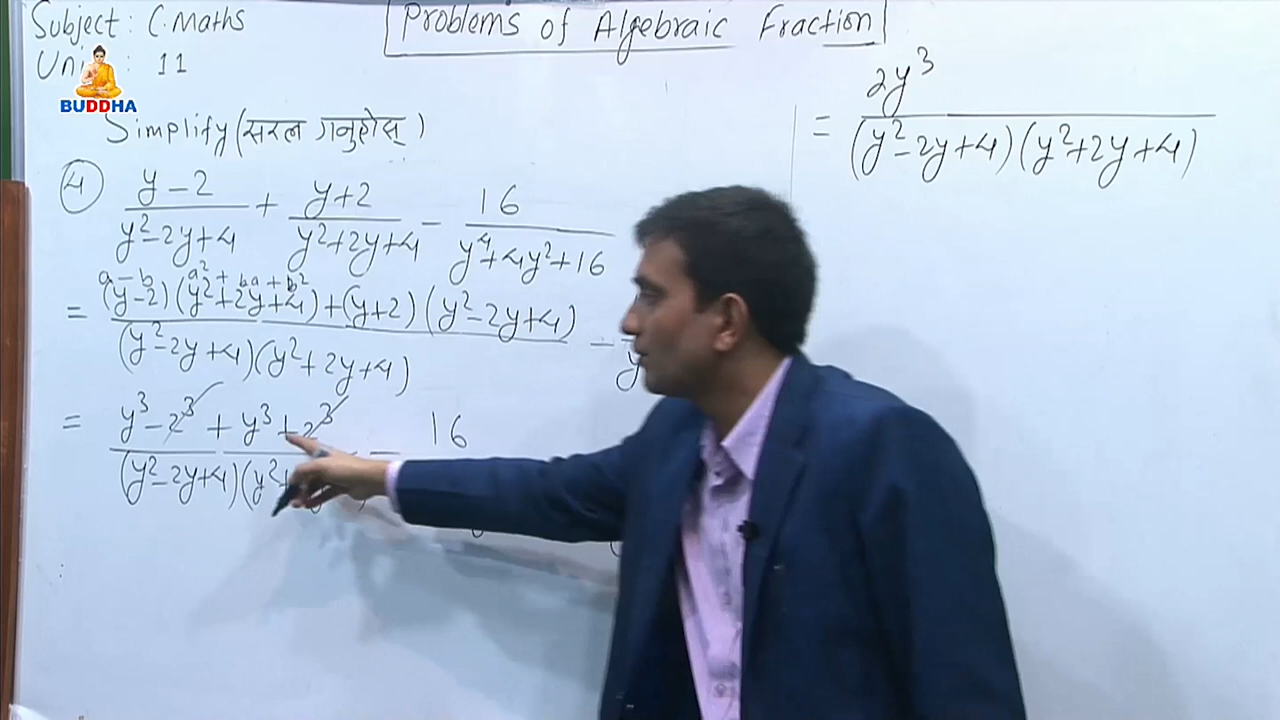 Subject: C.Maths
Problems of Algebraic Fraction
Unit : 11
BUDDHA
Simplify (सरल गर्नुहोस्)
④ (y-2)/(y²-2y+4) + (y+2)/(y²+2y+4) - 16/(y⁴+4y²+16)
a - b a² + ba + b²
= ((y-2)(y²+2y+4)+(y+2)(y²-2y+4))/((y²-2y+4)(y²+2y+4)) -
= (y³-2³+y³+2³)/((y²-2y+4)(y²+ - 16
= 2y³/((y²-2y+4)(y²+2y+4))